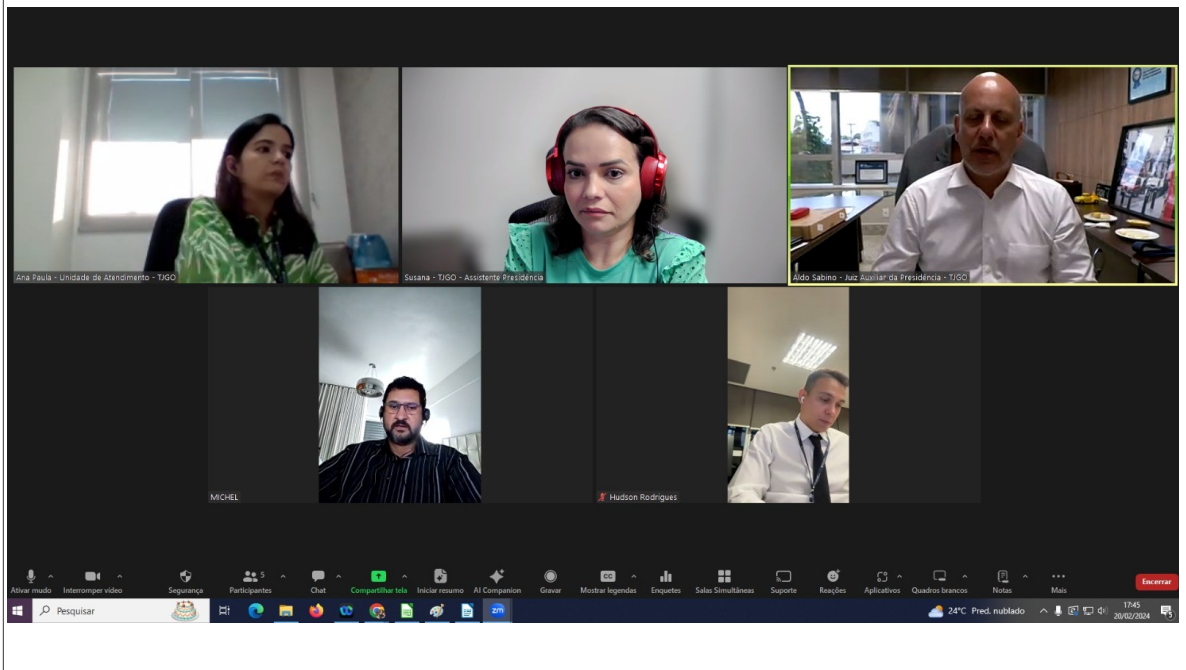 Ana Paula - Unidade de Atendimento - TJGO
Susana - TJGO - Assistente Presidência
Aldo Sabino - Juiz Auxiliar da Presidência - TJGO
MICHEL
Hudson Rodrigues
5
Ativar mudo
Interromper vídeo
Segurança
Participantes
Chat
Compartilhar tela
Iniciar resumo
AI Companion
Gravar
CC
Mostrar legendas
Enquetes
Salas Simultâneas
Suporte
Reações
Aplicativos
Quadros brancos
Notas
Mais
Encerrar
Pesquisar
zm
24°C Pred. nublado
17:45
20/02/2024
5